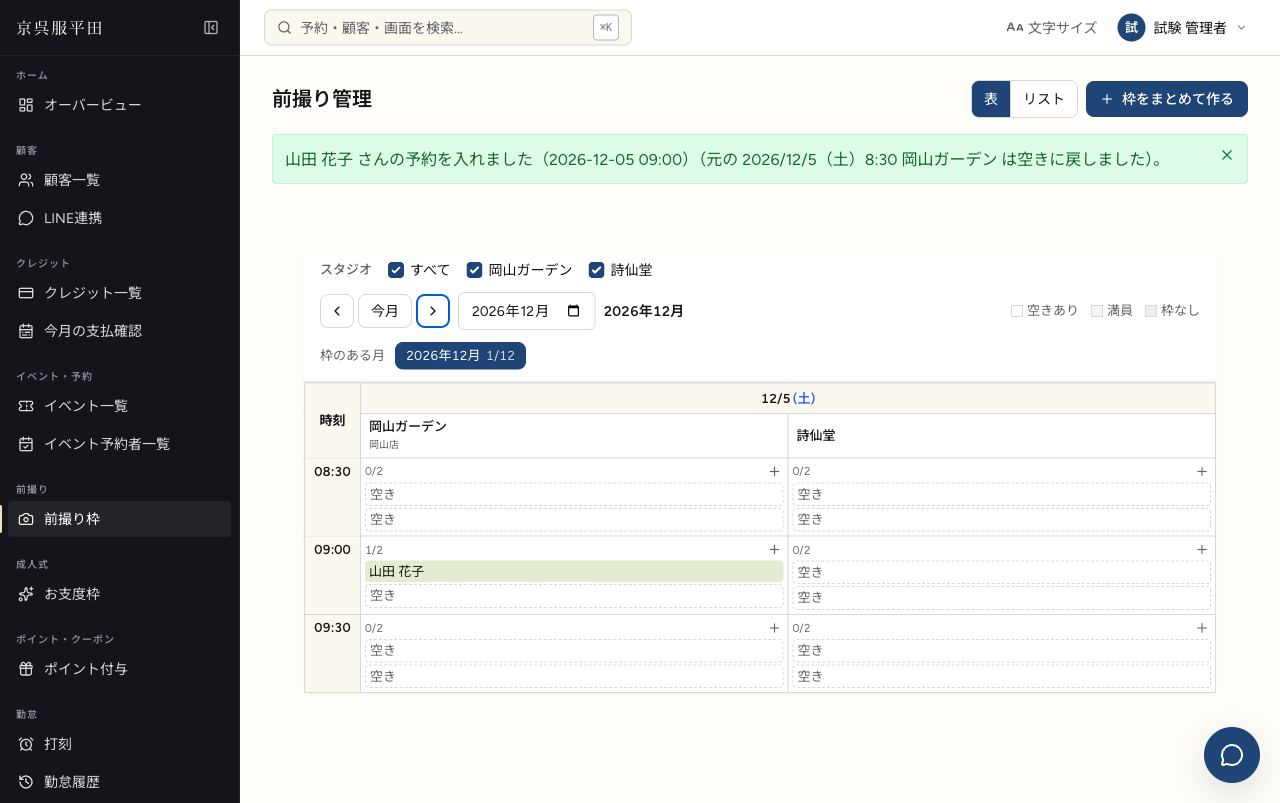 京呉服平田
予約・顧客・画面を検索...
⌘K
AA 文字サイズ
試
試験 管理者
ホーム
オーバービュー
顧客
顧客一覧
LINE連携
クレジット
クレジット一覧
今月の支払確認
イベント・予約
イベント一覧
イベント予約者一覧
前撮り
前撮り枠
成人式
お支度枠
ポイント・クーポン
ポイント付与
勤怠
打刻
勤怠履歴
前撮り管理
表
リスト
+ 枠をまとめて作る
山田 花子 さんの予約を入れました（2026-12-05 09:00）（元の 2026/12/5（土）8:30 岡山ガーデン は空きに戻しました）。
スタジオ
すべて
岡山ガーデン
詩仙堂
今月
2026年12月
2026年12月
空きあり
満員
枠なし
枠のある月
2026年12月 1/12
時刻
12/5(土)
岡山ガーデン
岡山店
詩仙堂
08:30
0/2
+
0/2
+
空き
空き
空き
空き
09:00
1/2
+
0/2
+
山田 花子
空き
空き
空き
09:30
0/2
+
0/2
+
空き
空き
空き
空き